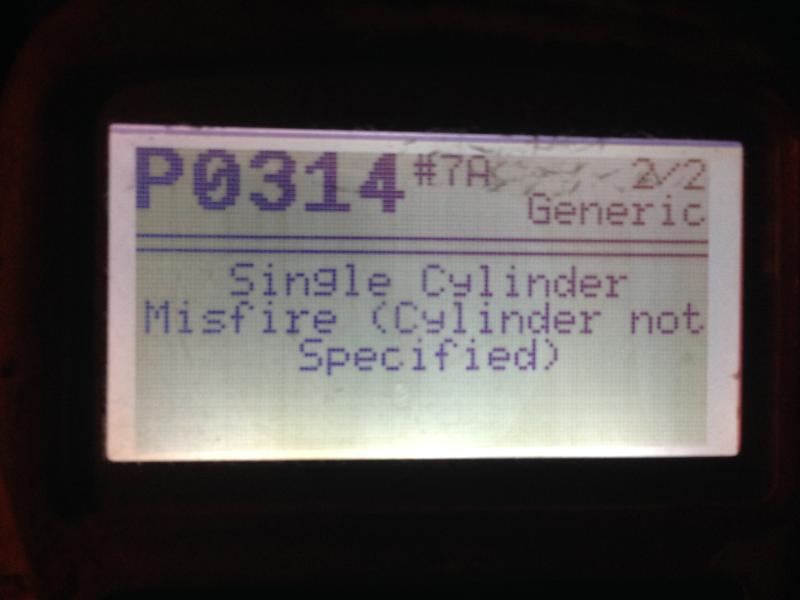 P0314 #7A 2/2
Generic
Single Cylinder
Misfire (Cylinder not
Specified)